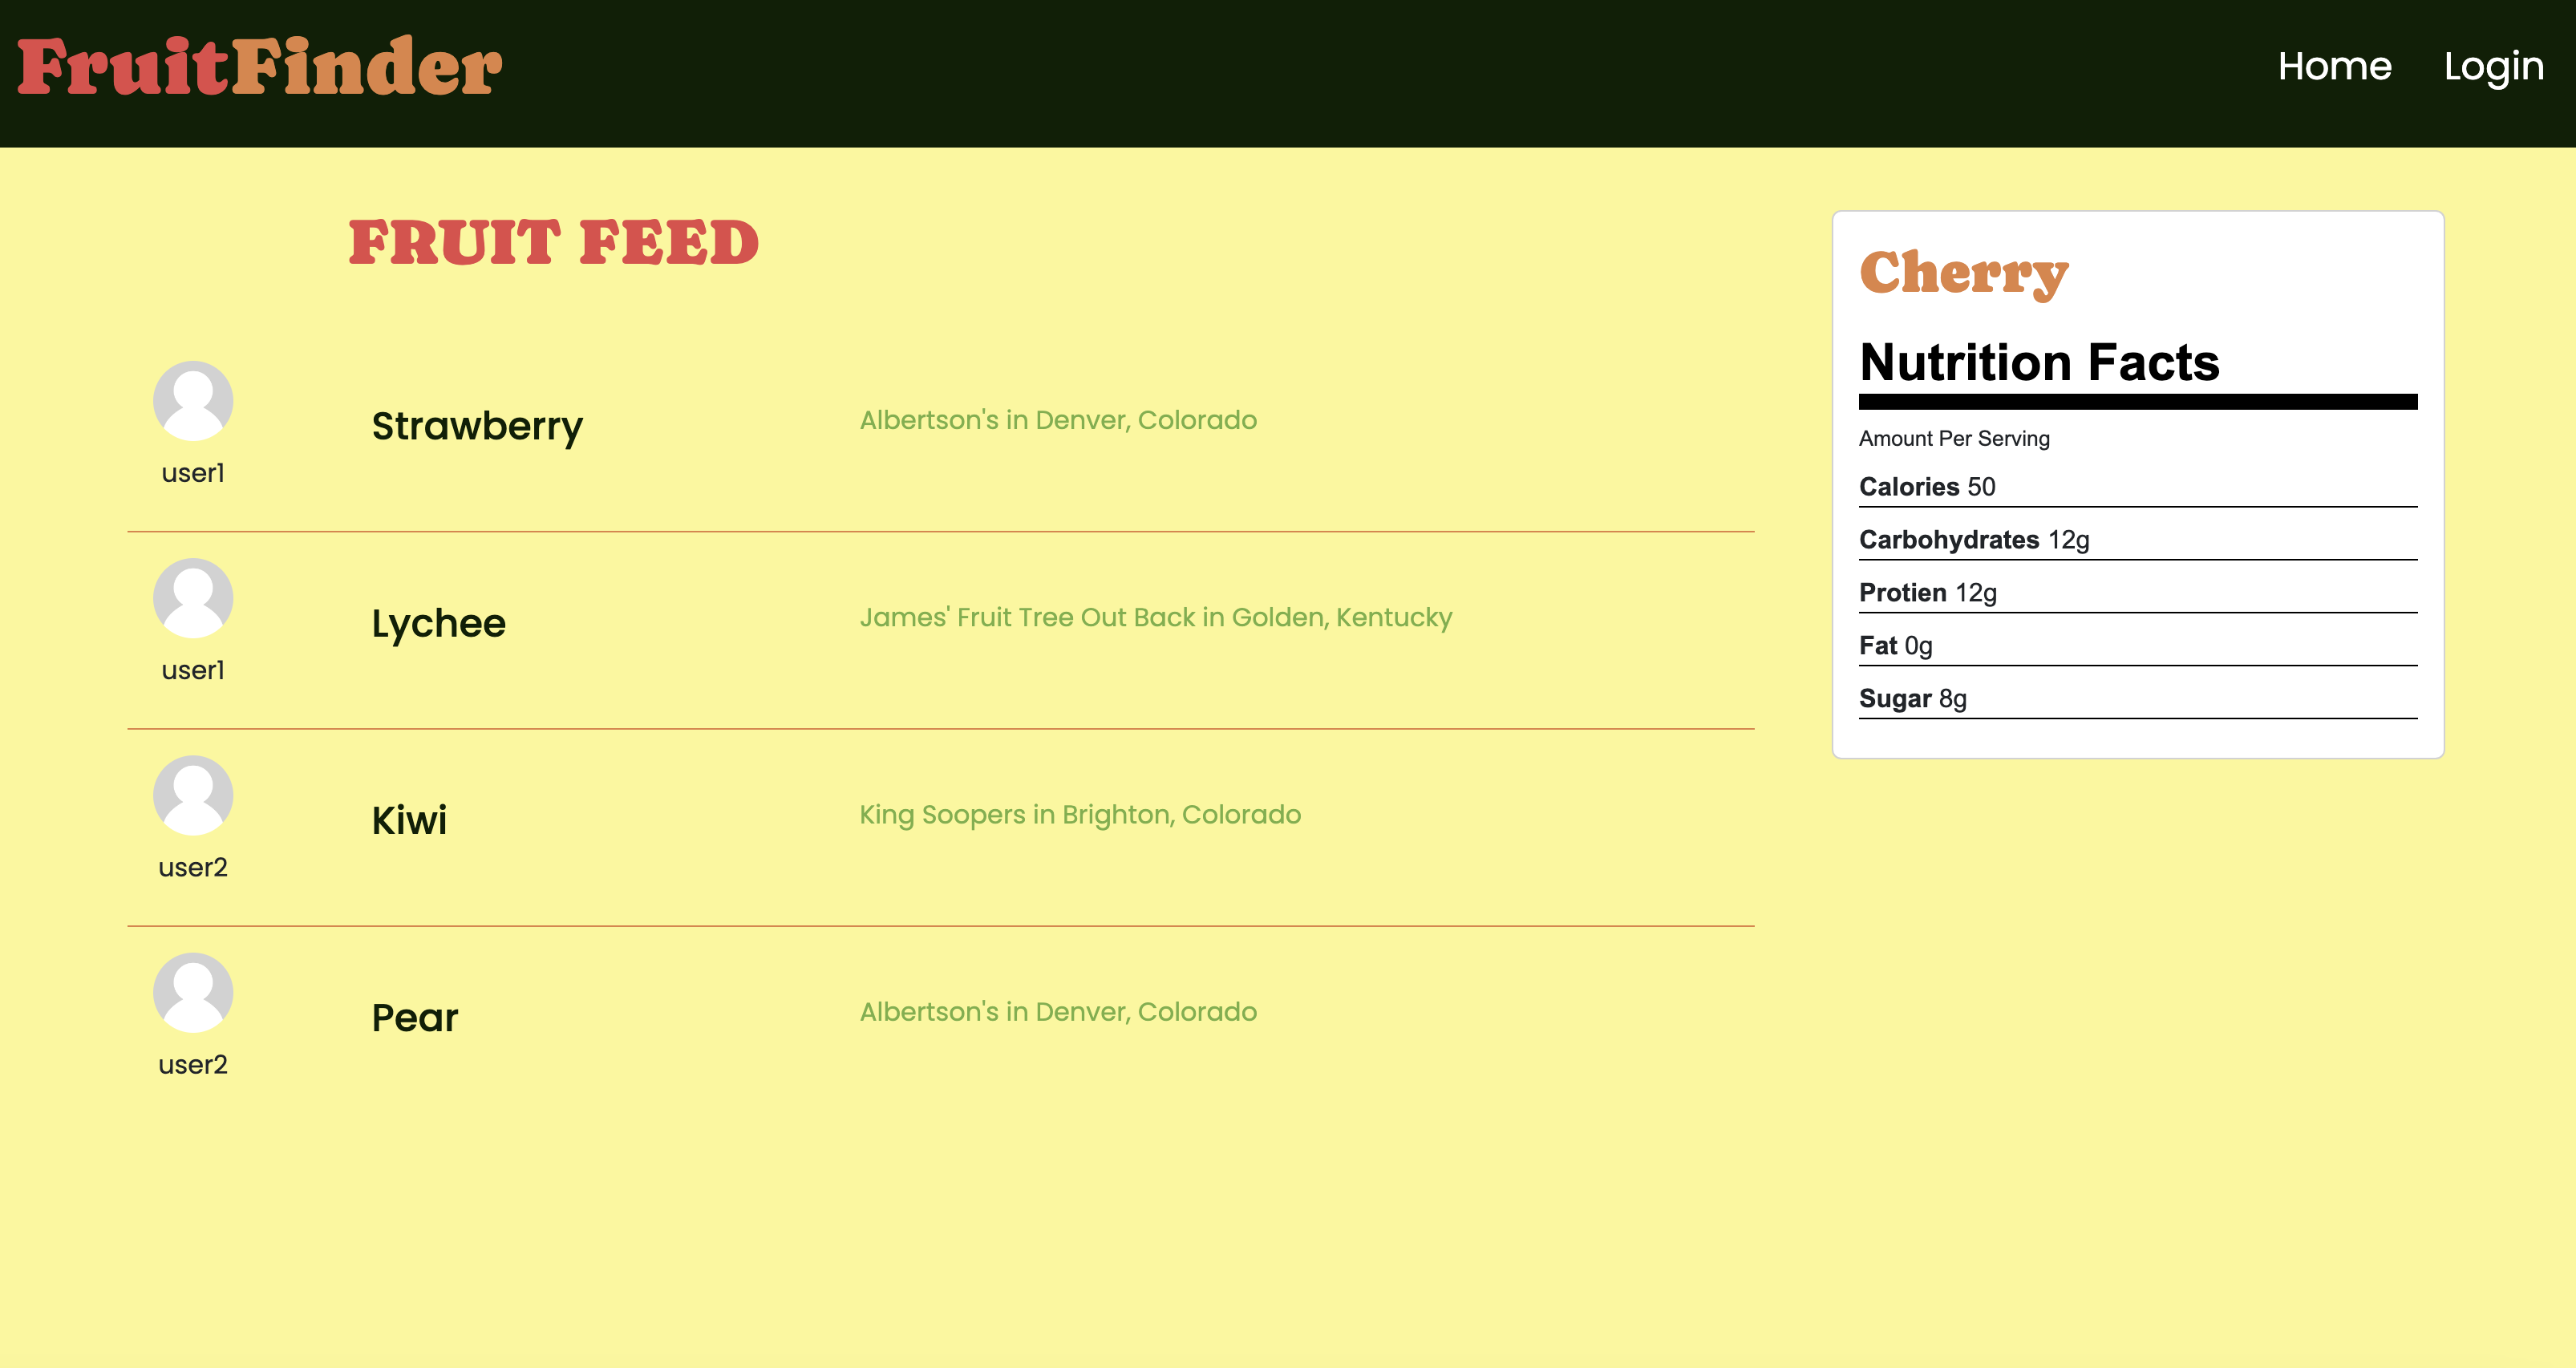 FruitFinder
Home Login
FRUIT FEED
Strawberry
Albertson's in Denver, Colorado
user1
Lychee
James' Fruit Tree Out Back in Golden, Kentucky
user1
Kiwi
King Soopers in Brighton, Colorado
user2
Pear
Albertson's in Denver, Colorado
user2
Cherry
Nutrition Facts
Amount Per Serving
Calories 50
Carbohydrates 12g
Protien 12g
Fat 0g
Sugar 8g